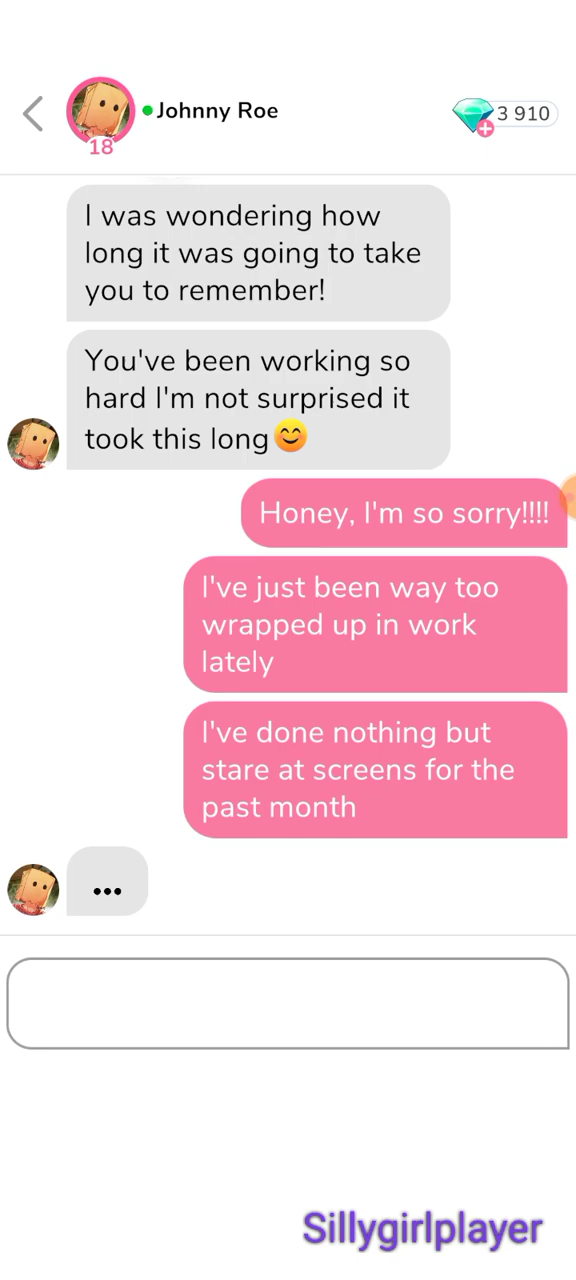 Johnny Roe
3 910
18
I was wondering how
long it was going to take
you to remember!
You've been working so
hard I'm not surprised it
took this long😊
Honey, I'm so sorry!!!!
I've just been way too
wrapped up in work
lately
I've done nothing but
stare at screens for the
past month
...
Sillygirlplayer